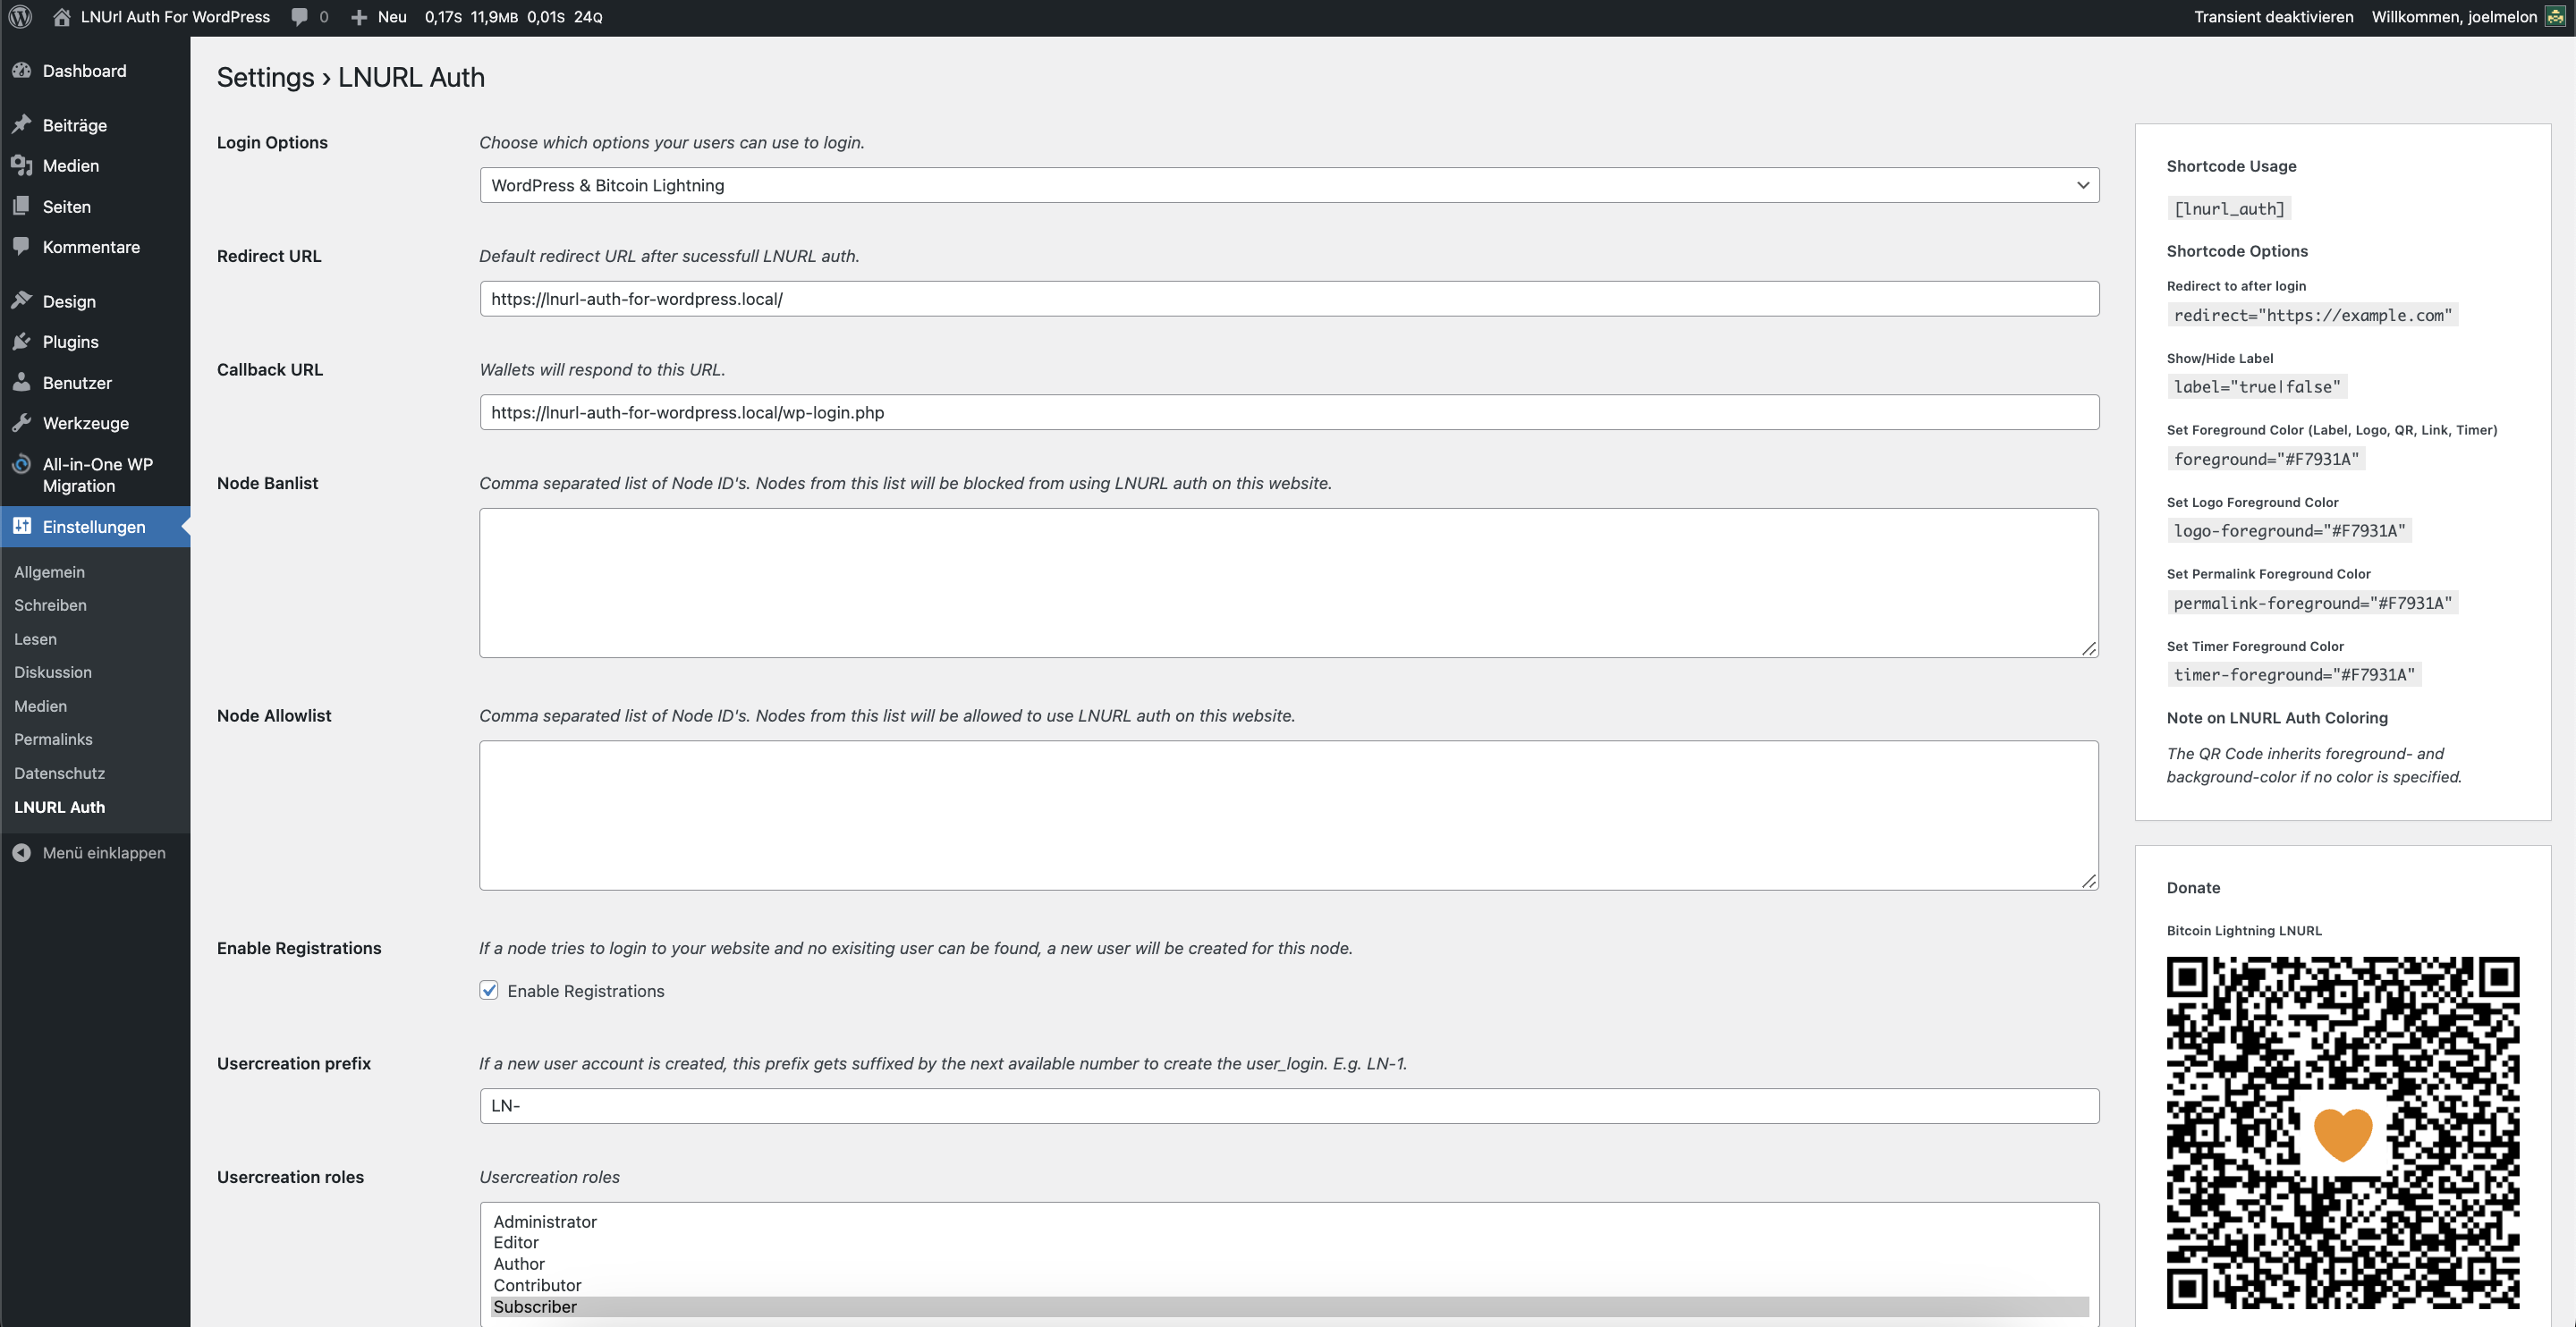 LNUrl Auth For WordPress
0
Neu
0,17S 11,9MB 0,01S 24Q
Transient deaktivieren
Willkommen, joelmelon
Dashboard
Beiträge
Medien
Seiten
Kommentare
Design
Plugins
Benutzer
Werkzeuge
All-in-One WP
Migration
Einstellungen
Allgemein
Schreiben
Lesen
Diskussion
Medien
Permalinks
Datenschutz
LNURL Auth
Menü einklappen
Settings › LNURL Auth
Login Options
Choose which options your users can use to login.
WordPress & Bitcoin Lightning
Redirect URL
Default redirect URL after sucessfull LNURL auth.
https://lnurl-auth-for-wordpress.local/
Callback URL
Wallets will respond to this URL.
https://lnurl-auth-for-wordpress.local/wp-login.php
Node Banlist
Comma separated list of Node ID's. Nodes from this list will be blocked from using LNURL auth on this website.
Node Allowlist
Comma separated list of Node ID's. Nodes from this list will be allowed to use LNURL auth on this website.
Enable Registrations
If a node tries to login to your website and no exisiting user can be found, a new user will be created for this node.
Enable Registrations
Usercreation prefix
If a new user account is created, this prefix gets suffixed by the next available number to create the user_login. E.g. LN-1.
LN-
Usercreation roles
Usercreation roles
Administrator
Editor
Author
Contributor
Subscriber
Shortcode Usage
[lnurl_auth]
Shortcode Options
Redirect to after login
redirect="https://example.com"
Show/Hide Label
label="true|false"
Set Foreground Color (Label, Logo, QR, Link, Timer)
foreground="#F7931A"
Set Logo Foreground Color
logo-foreground="#F7931A"
Set Permalink Foreground Color
permalink-foreground="#F7931A"
Set Timer Foreground Color
timer-foreground="#F7931A"
Note on LNURL Auth Coloring
The QR Code inherits foreground- and
background-color if no color is specified.
Donate
Bitcoin Lightning LNURL